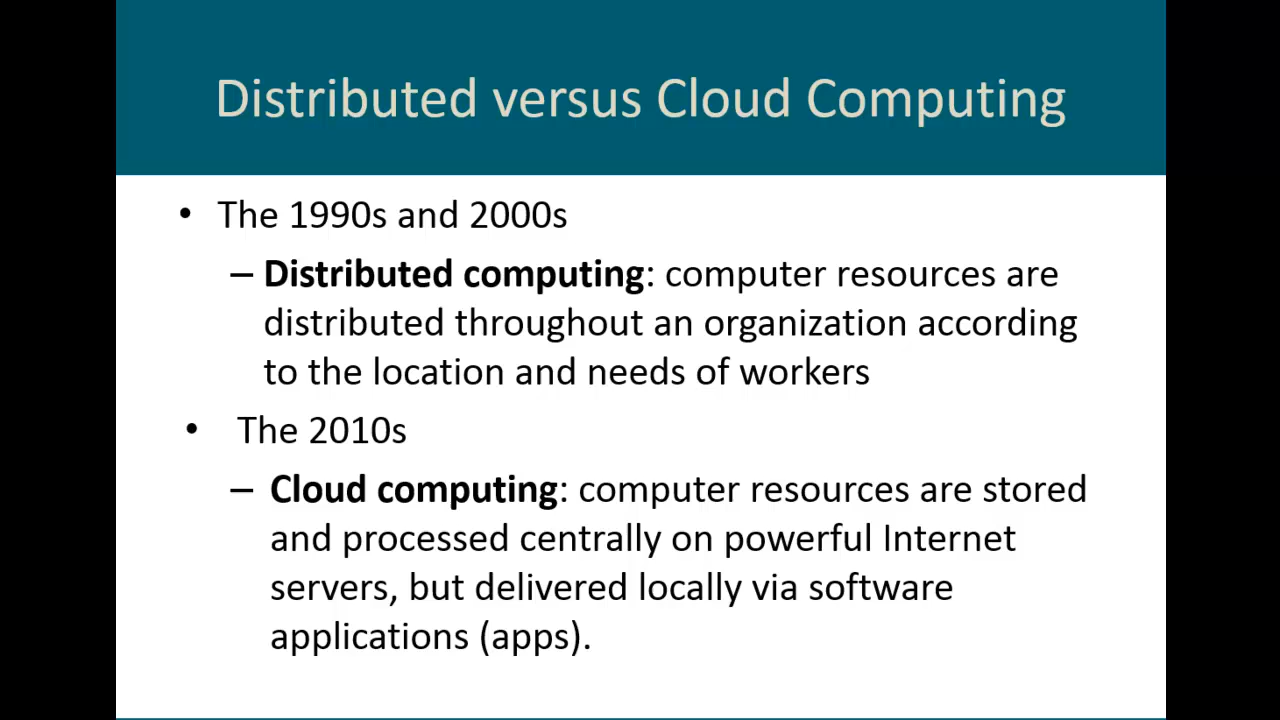 Distributed versus Cloud Computing
• The 1990s and 2000s
– Distributed computing: computer resources are
distributed throughout an organization according
to the location and needs of workers
• The 2010s
– Cloud computing: computer resources are stored
and processed centrally on powerful Internet
servers, but delivered locally via software
applications (apps).